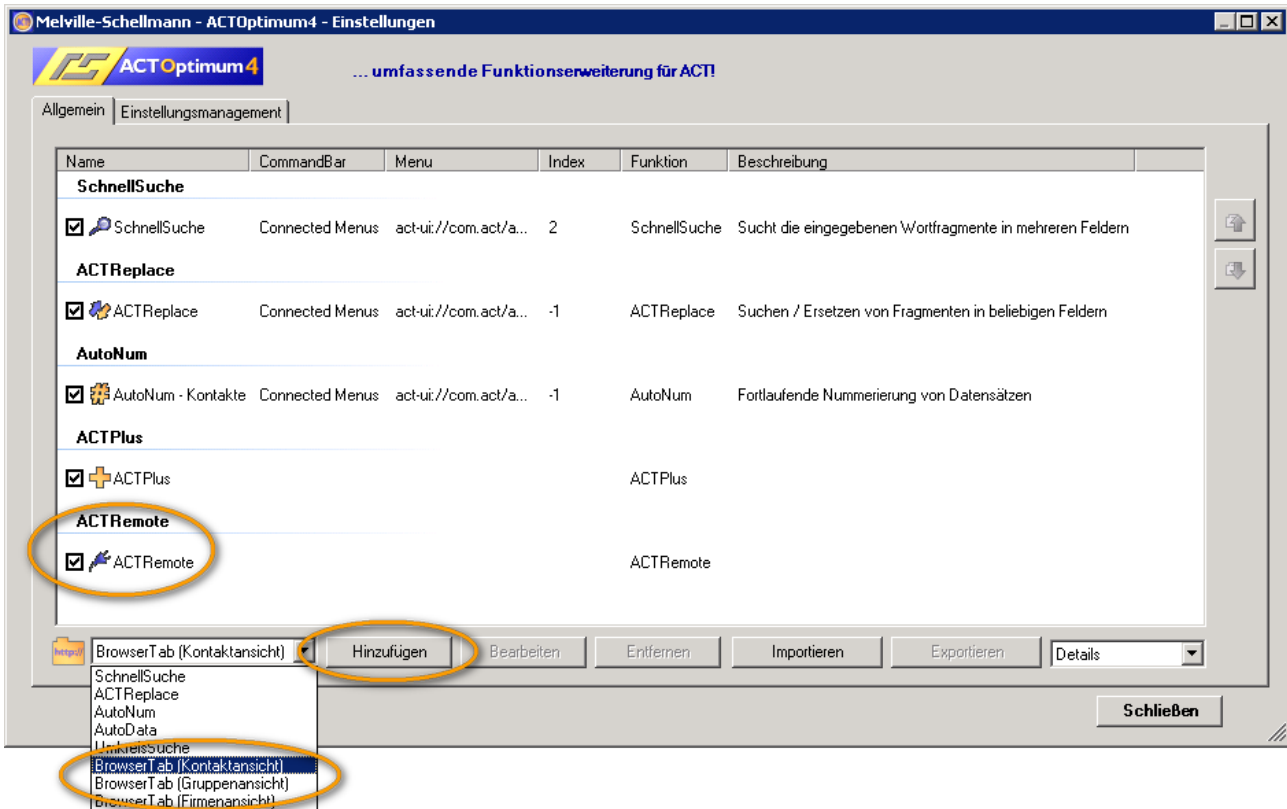 Melville-Schellmann - ACTOptimum4 - Einstellungen
ACTOptimum4
... umfassende Funktionserweiterung für ACT!
Allgemein Einstellungsmanagement
Name CommandBar Menu Index Funktion Beschreibung
SchnellSuche
SchnellSuche Connected Menus act-ui://com.act/a... 2 SchnellSuche Sucht die eingegebenen Wortfragmente in mehreren Feldern
ACTReplace
ACTReplace Connected Menus act-ui://com.act/a... -1 ACTReplace Suchen / Ersetzen von Fragmenten in beliebigen Feldern
AutoNum
AutoNum - Kontakte Connected Menus act-ui://com.act/a... -1 AutoNum Fortlaufende Nummerierung von Datensätzen
ACTPlus
ACTPlus ACTPlus
ACTRemote
ACTRemote ACTRemote
http:// BrowserTab (Kontaktansicht) Hinzufügen Bearbeiten Entfernen Importieren Exportieren Details
SchnellSuche
ACTReplace
AutoNum
AutoData
UmkreisSuche
BrowserTab (Kontaktansicht)
BrowserTab (Gruppenansicht)
BrowserTab (Firmenansicht)
Schließen